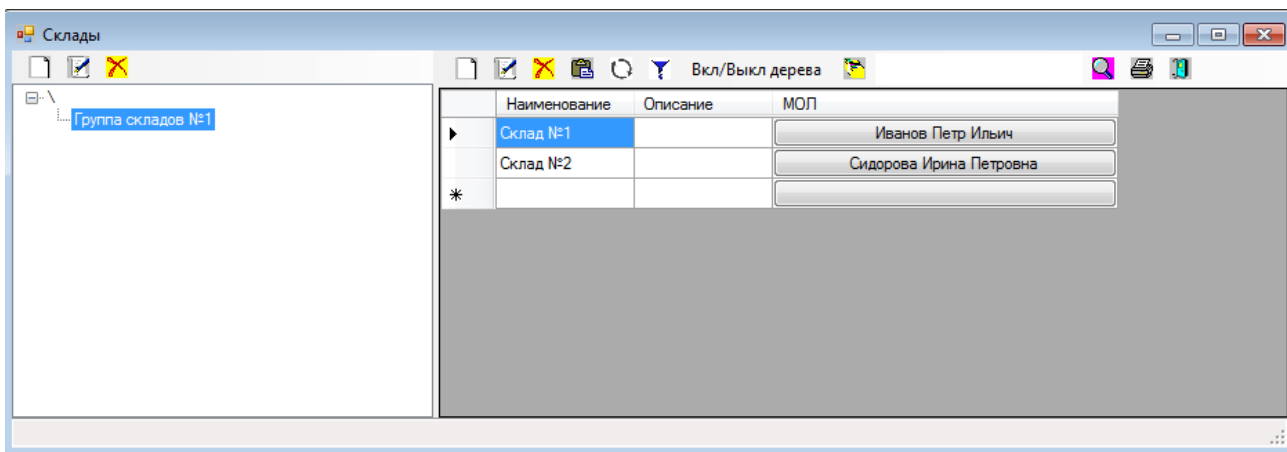 Склады
Вкл/Выкл дерева
\
Группа складов №1
Наименование Описание МОЛ
Склад №1 Иванов Петр Ильич
Склад №2 Сидорова Ирина Петровна